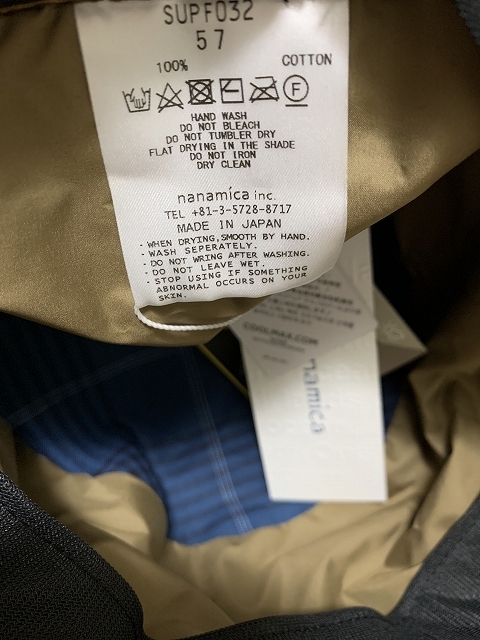 SUPF032
57
100% COTTON
F
HAND WASH
DO NOT BLEACH
DO NOT TUMBLER DRY
FLAT DRYING IN THE SHADE
DO NOT IRON
DRY CLEAN
nanamica inc.
TEL +81-3-5728-8717
MADE IN JAPAN
・WHEN DRYING,SMOOTH BY HAND.
・WASH SEPERATELY.
・DO NOT WRING AFTER WASHING.
・DO NOT LEAVE WET.
・STOP USING IF SOMETHING
ABNORMAL OCCURS ON YOUR
SKIN.
COOLMAX.COM
namica